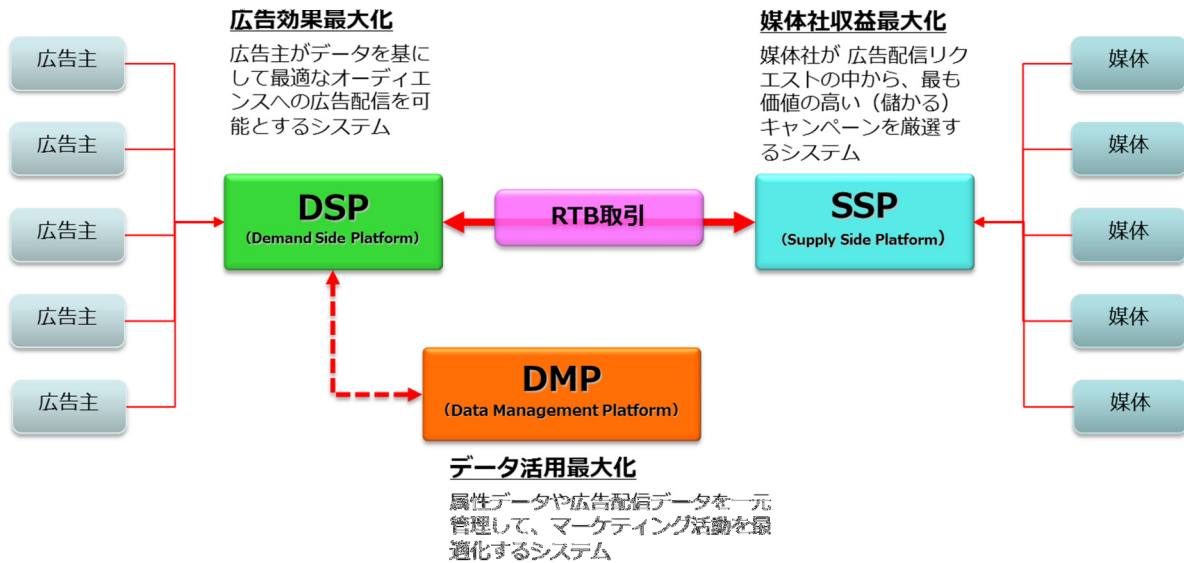 広告効果最大化
広告主がデータを基に
して最適なオーディエ
ンスへの広告配信を可
能とするシステム
媒体社収益最大化
媒体社が 広告配信リク
エストの中から、最も
価値の高い（儲かる）
キャンペーンを厳選す
るシステム
広告主
広告主
広告主
広告主
広告主
DSP
（Demand Side Platform）
RTB取引
SSP
（Supply Side Platform）
媒体
媒体
媒体
媒体
媒体
DMP
（Data Management Platform）
データ活用最大化
属性データや広告配信データを一元
管理して、マーケティング活動を最
適化するシステム